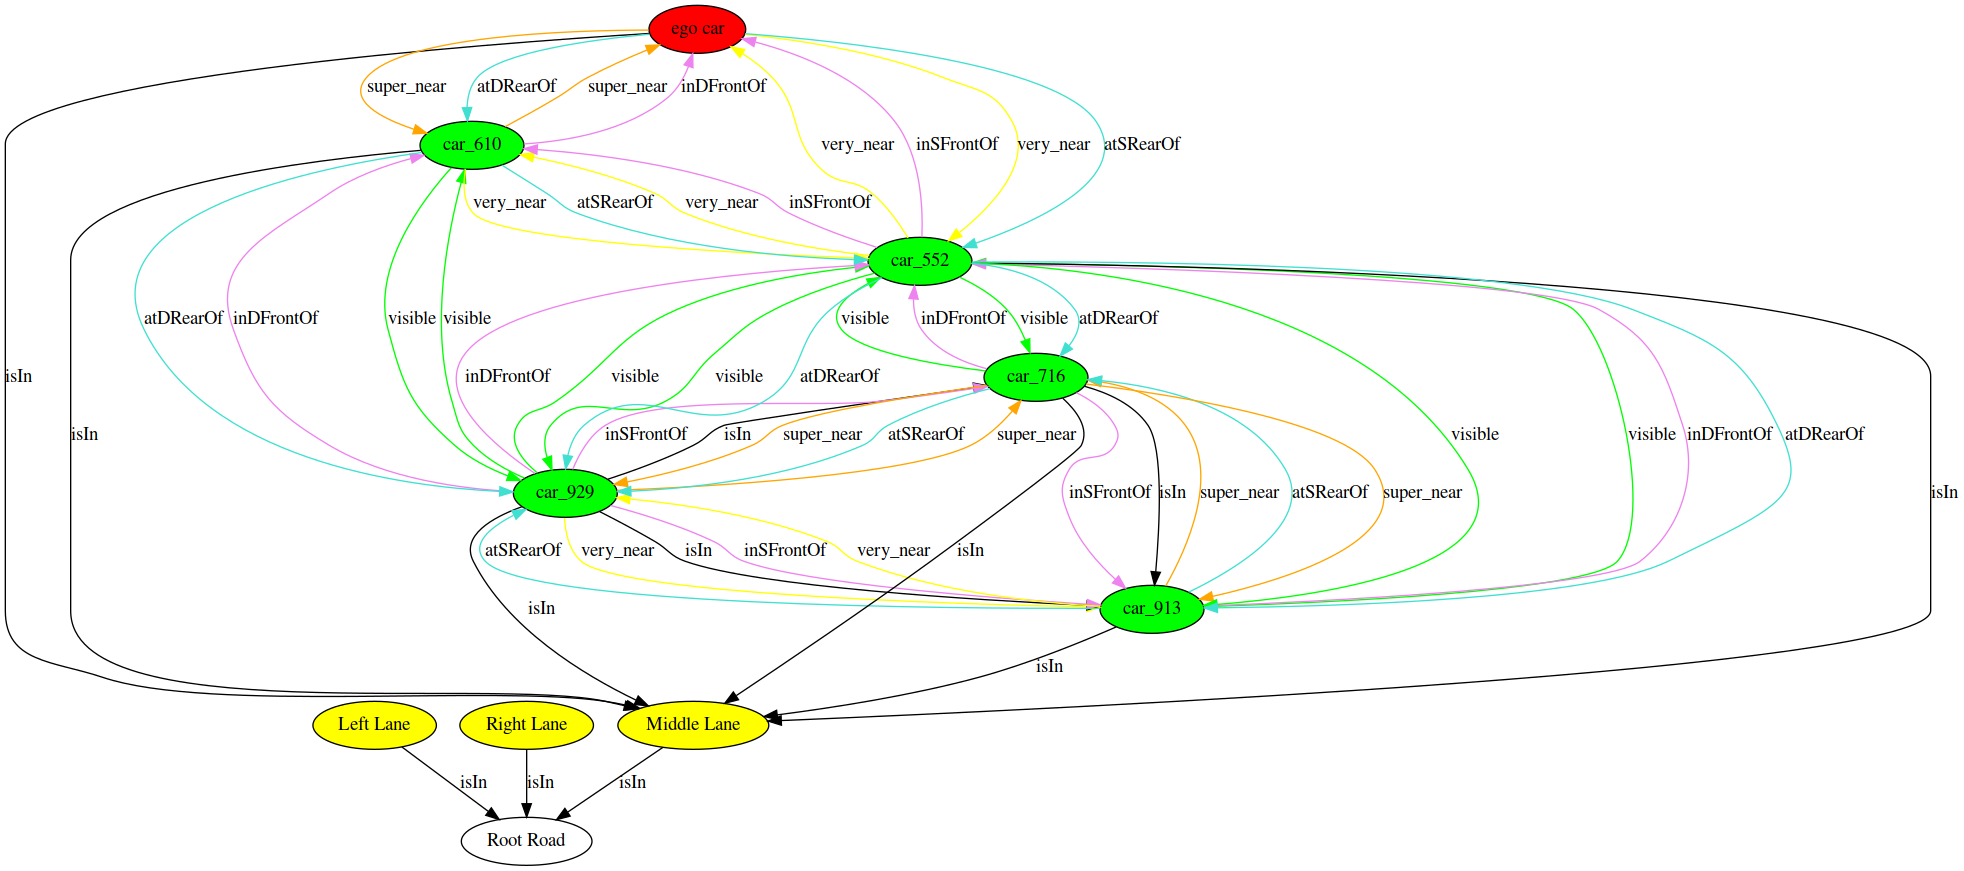 ego car
super_near
atDRearOf
super_near
inDFrontOf
car_610
very_near
inSFrontOf
very_near
atSRearOf
very_near
atSRearOf
very_near
inSFrontOf
car_552
atDRearOf
inDFrontOf
visible
visible
visible
inDFrontOf
visible
atDRearOf
isIn
inDFrontOf
visible
visible
atDRearOf
car_716
isIn
inSFrontOf
isIn
super_near
atSRearOf
super_near
visible
visible
inDFrontOf
atDRearOf
car_929
inSFrontOf
isIn
super_near
atSRearOf
super_near
isIn
atSRearOf
very_near
isIn
inSFrontOf
very_near
isIn
isIn
car_913
isIn
Left Lane
Right Lane
Middle Lane
isIn
isIn
isIn
Root Road